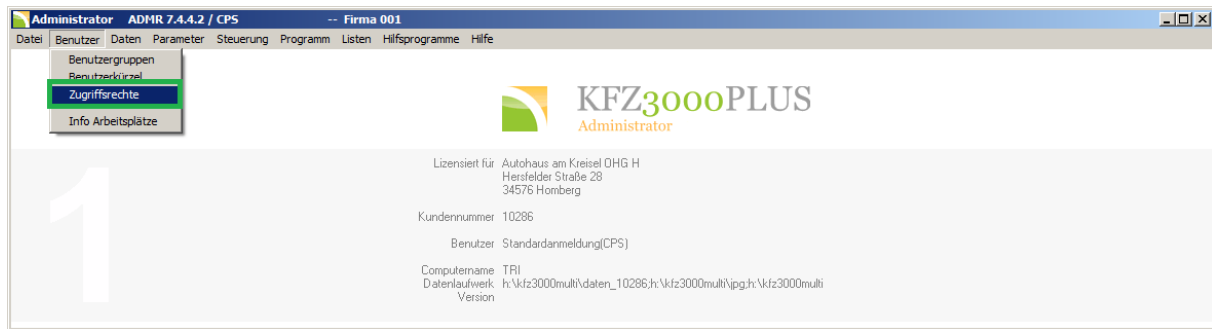 Administrator ADMR 7.4.4.2 / CPS -- Firma 001
Datei Benutzer Daten Parameter Steuerung Programm Listen Hilfsprogramme Hilfe
Benutzergruppen
Benutzerkürzel
Zugriffsrechte
Info Arbeitsplätze
KFZ3000PLUS
Administrator
1
Lizensiert für Autohaus am Kreisel OHG H
Hersfelder Straße 28
34576 Homberg
Kundennummer 10286
Benutzer Standardanmeldung(CPS)
Computername TRI
Datenlaufwerk h:\kfz3000multi\daten_10286;h:\kfz3000multi\jpg;h:\kfz3000multi
Version